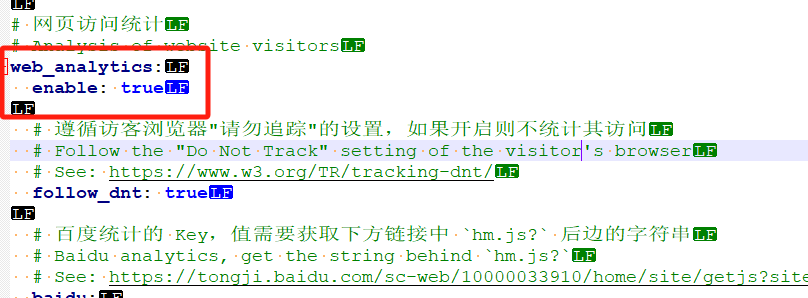 LF
# 网页访问统计LF
# Analysis of website visitorsLF
web_analytics:LF
enable: trueLF
LF
# 遵循访客浏览器"请勿追踪"的设置，如果开启则不统计其访问LF
# Follow the "Do Not Track" setting of the visitor's browserLF
# See: https://www.w3.org/TR/tracking-dnt/LF
follow_dnt: trueLF
LF
# 百度统计的 Key，值需要获取下方链接中 `hm.js?` 后边的字符串LF
# Baidu analytics, get the string behind `hm.js?`LF
# See: https://tongji.baidu.com/sc-web/10000033910/home/site/getjs?site
baidu:LF